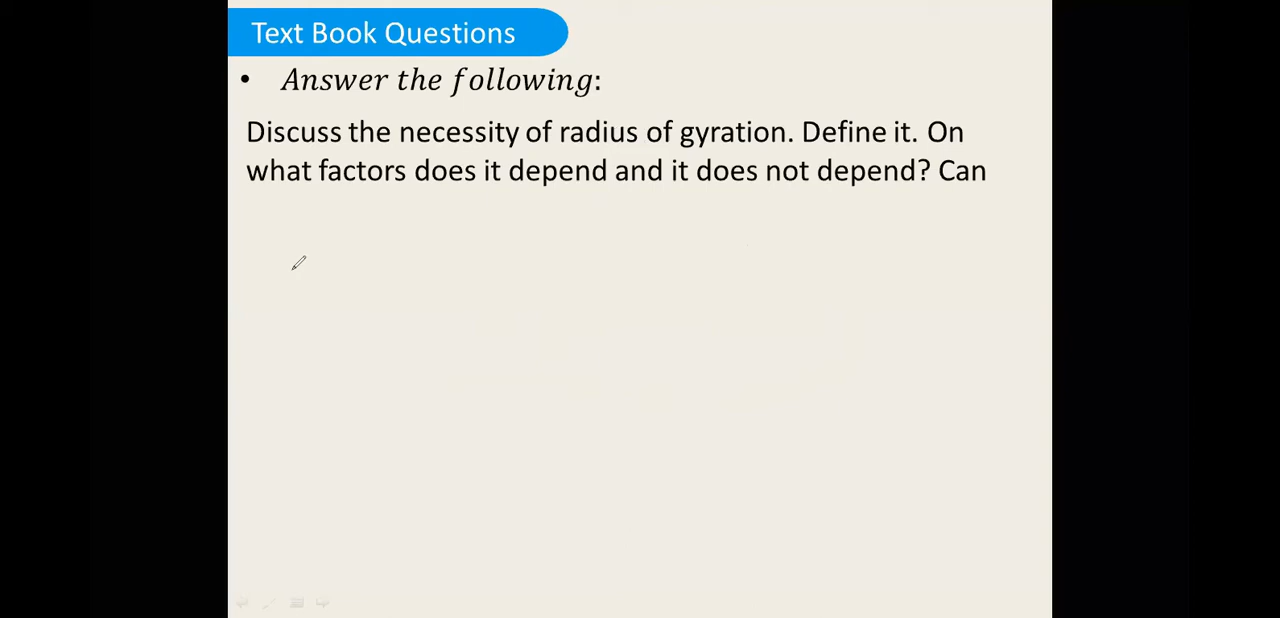 Text Book Questions
• Answer the following:
Discuss the necessity of radius of gyration. Define it. On
what factors does it depend and it does not depend? Can